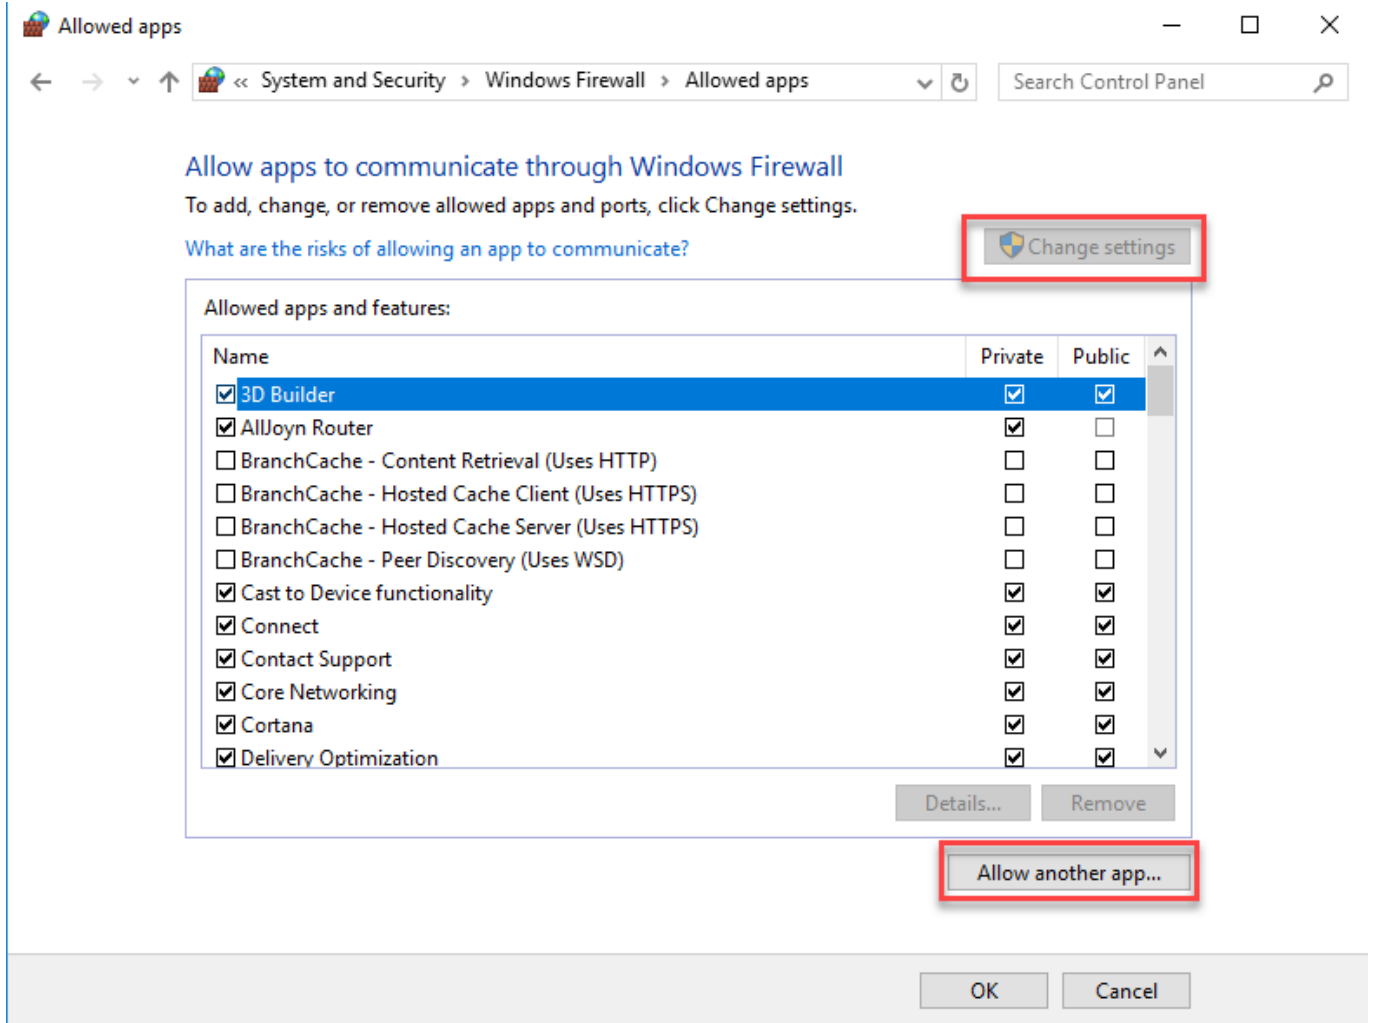 Allowed apps
« System and Security > Windows Firewall > Allowed apps
Search Control Panel
Allow apps to communicate through Windows Firewall
To add, change, or remove allowed apps and ports, click Change settings.
What are the risks of allowing an app to communicate?
Change settings
Allowed apps and features:
Name Private Public
3D Builder
AllJoyn Router
BranchCache - Content Retrieval (Uses HTTP)
BranchCache - Hosted Cache Client (Uses HTTPS)
BranchCache - Hosted Cache Server (Uses HTTPS)
BranchCache - Peer Discovery (Uses WSD)
Cast to Device functionality
Connect
Contact Support
Core Networking
Cortana
Delivery Optimization
Details... Remove
Allow another app...
OK Cancel